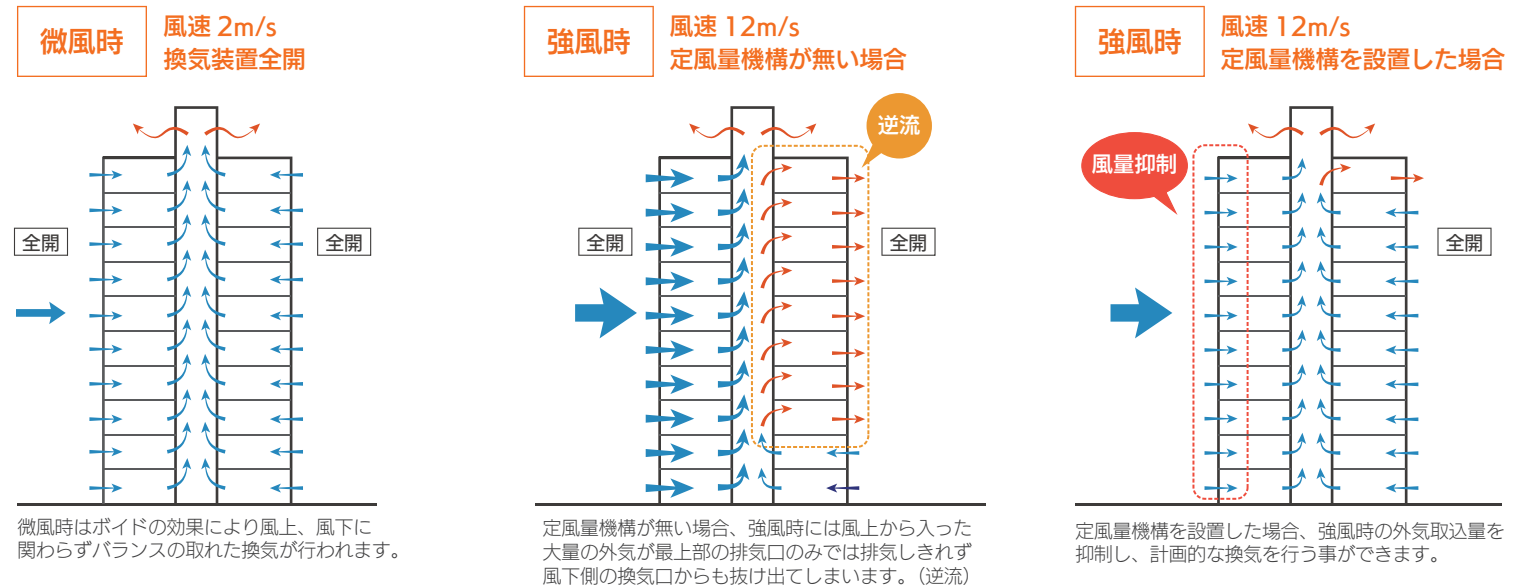 微風時
風速 2m/s
換気装置全開
全開
全開
微風時はボイドの効果により風上、風下に
関わらずバランスの取れた換気が行われます。
強風時
風速 12m/s
定風量機構が無い場合
逆流
全開
全開
定風量機構が無い場合、強風時には風上から入った
大量の外気が最上部の排気口のみでは排気しきれず
風下側の換気口からも抜け出てしまいます。（逆流）
強風時
風速 12m/s
定風量機構を設置した場合
風量抑制
全開
定風量機構を設置した場合、強風時の外気取込量を
抑制し、計画的な換気を行う事ができます。